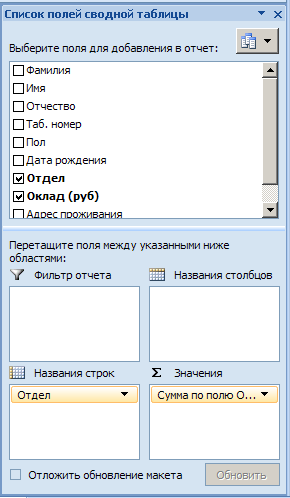 Список полей сводной таблицы
Выберите поля для добавления в отчет:
Фамилия
Имя
Отчество
Таб. номер
Пол
Дата рождения
Отдел
Оклад (руб)
Адрес проживания
Перетащите поля между указанными ниже
областями:
Фильтр отчета
Названия столбцов
Названия строк
Σ Значения
Отдел
Сумма по полю О...
Отложить обновление макета
Обновить